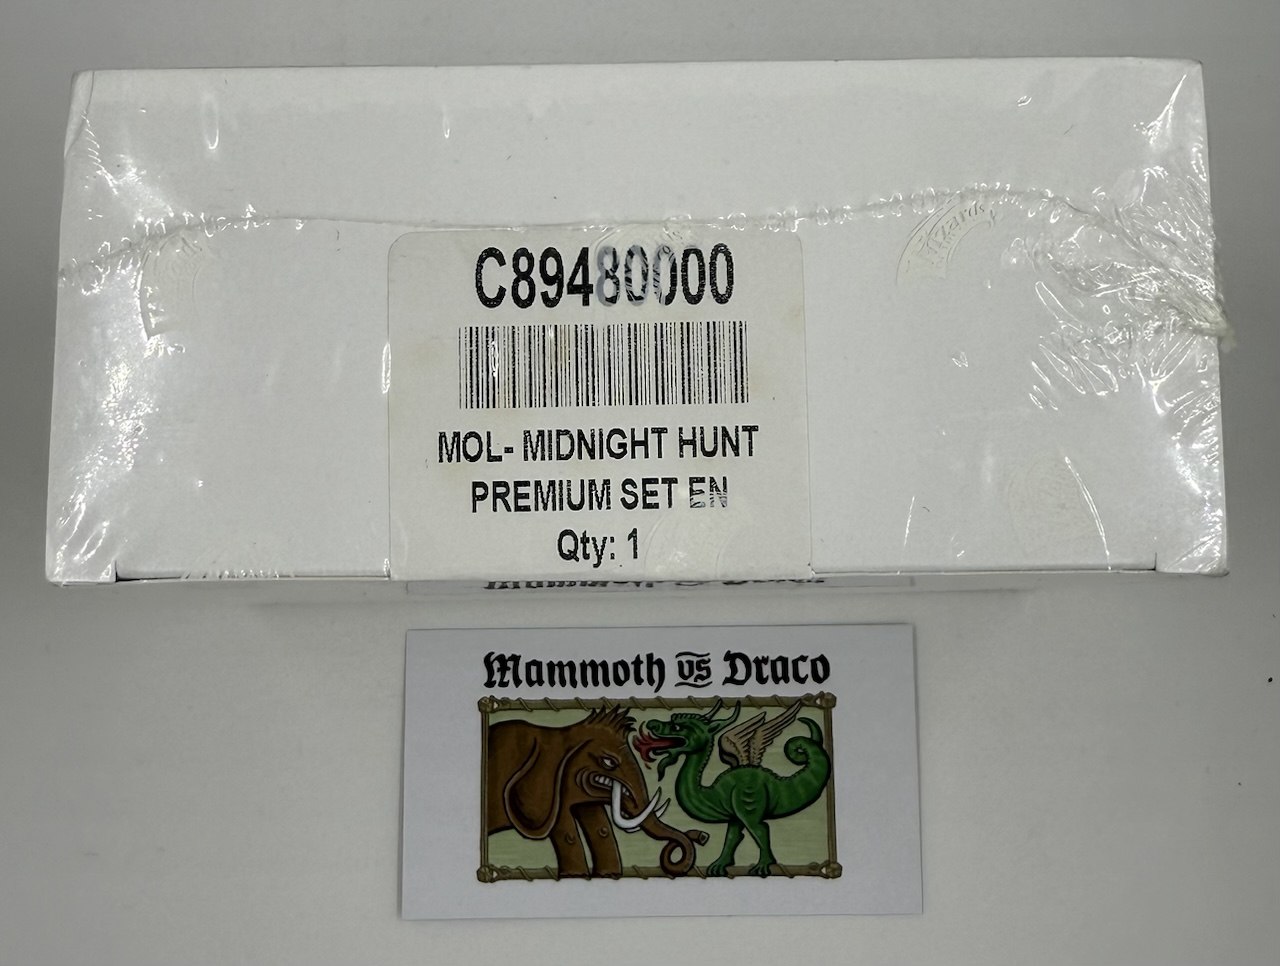 C89480000
MOL- MIDNIGHT HUNT
PREMIUM SET EN
Qty: 1
Mammoth vs Draco